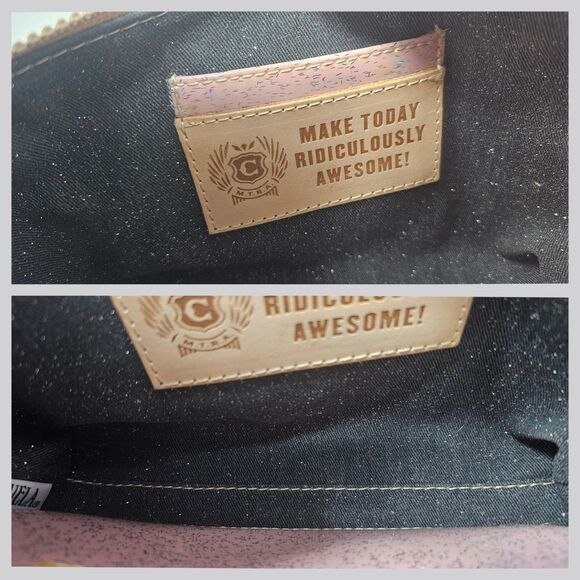 MAKE TODAY
RIDICULOUSLY
AWESOME!
C
M.T.R.A.
C
M.T.R.A.
AWESOME!